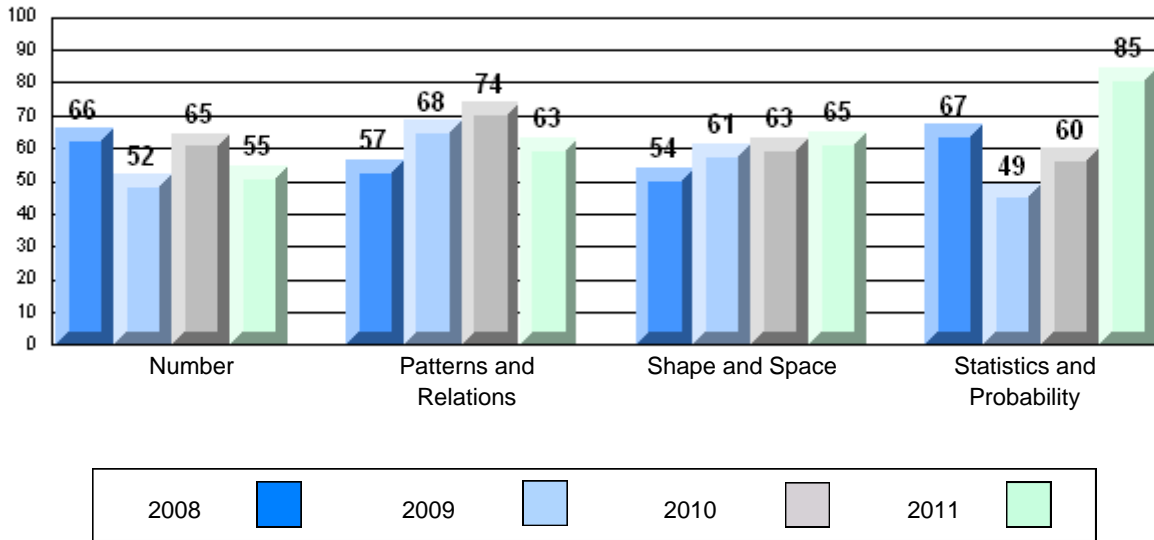 100
90
80
70
60
50
40
30
20
10
0
66 52 65 55
57 68 74 63
54 61 63 65
67 49 60 85
Number Patterns and Shape and Space Statistics and
Relations Probability
2008 2009 2010 2011